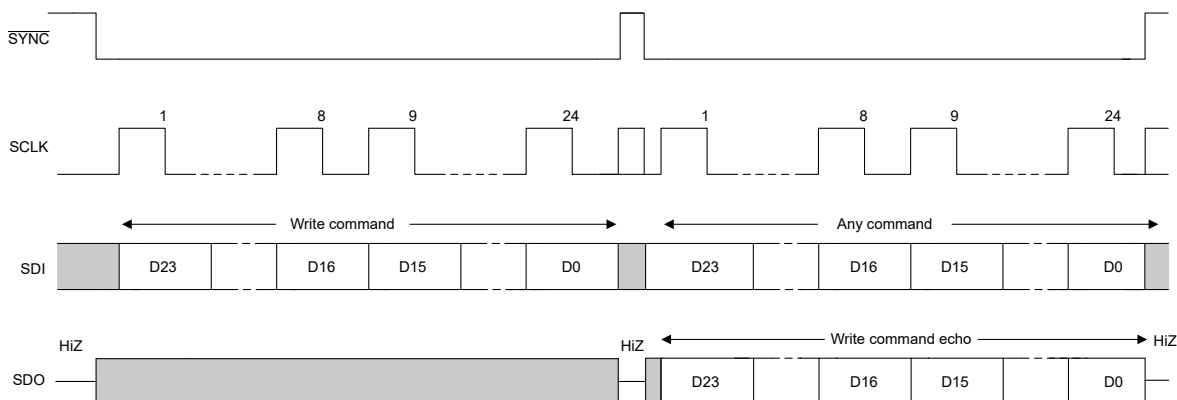 SYNC
1 8 9 24 1 8 9 24
SCLK
Write command Any command
SDI D23 D16 D15 D0 D23 D16 D15 D0
Write command echo
HiZ HiZ HiZ
SDO D23 D16 D15 D0